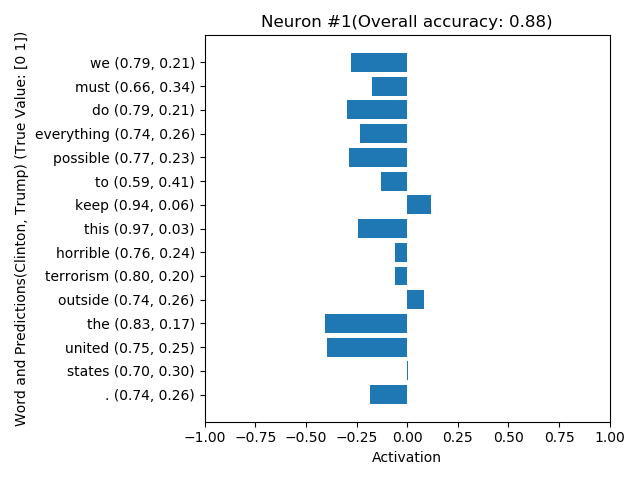 Neuron #1(Overall accuracy: 0.88)
Word and Predictions(Clinton, Trump) (True Value: [0 1])
we (0.79, 0.21)
must (0.66, 0.34)
do (0.79, 0.21)
everything (0.74, 0.26)
possible (0.77, 0.23)
to (0.59, 0.41)
keep (0.94, 0.06)
this (0.97, 0.03)
horrible (0.76, 0.24)
terrorism (0.80, 0.20)
outside (0.74, 0.26)
the (0.83, 0.17)
united (0.75, 0.25)
states (0.70, 0.30)
. (0.74, 0.26)
−1.00 −0.75 −0.50 −0.25 0.00 0.25 0.50 0.75 1.00
Activation